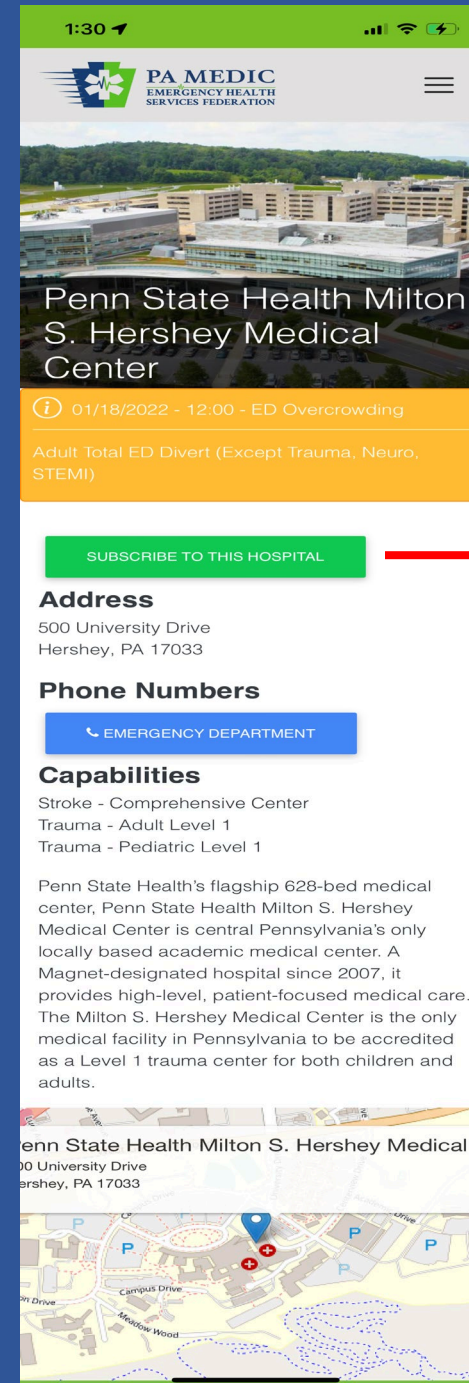 1:30
PA MEDIC
EMERGENCY HEALTH
SERVICES FEDERATION
Penn State Health Milton
S. Hershey Medical
Center
01/18/2022 - 12:00 - ED Overcrowding
Adult Total ED Divert (Except Trauma, Neuro,
STEMI)
SUBSCRIBE TO THIS HOSPITAL
Address
500 University Drive
Hershey, PA 17033
Phone Numbers
EMERGENCY DEPARTMENT
Capabilities
Stroke - Comprehensive Center
Trauma - Adult Level 1
Trauma - Pediatric Level 1
Penn State Health's flagship 628-bed medical
center, Penn State Health Milton S. Hershey
Medical Center is central Pennsylvania's only
locally based academic medical center. A
Magnet-designated hospital since 2007, it
provides high-level, patient-focused medical care.
The Milton S. Hershey Medical Center is the only
medical facility in Pennsylvania to be accredited
as a Level 1 trauma center for both children and
adults.
enn State Health Milton S. Hershey Medical
00 University Drive
ershey, PA 17033
P
P
P
P
P
Drive
Campus Drive
on Drive
Meadow Wood